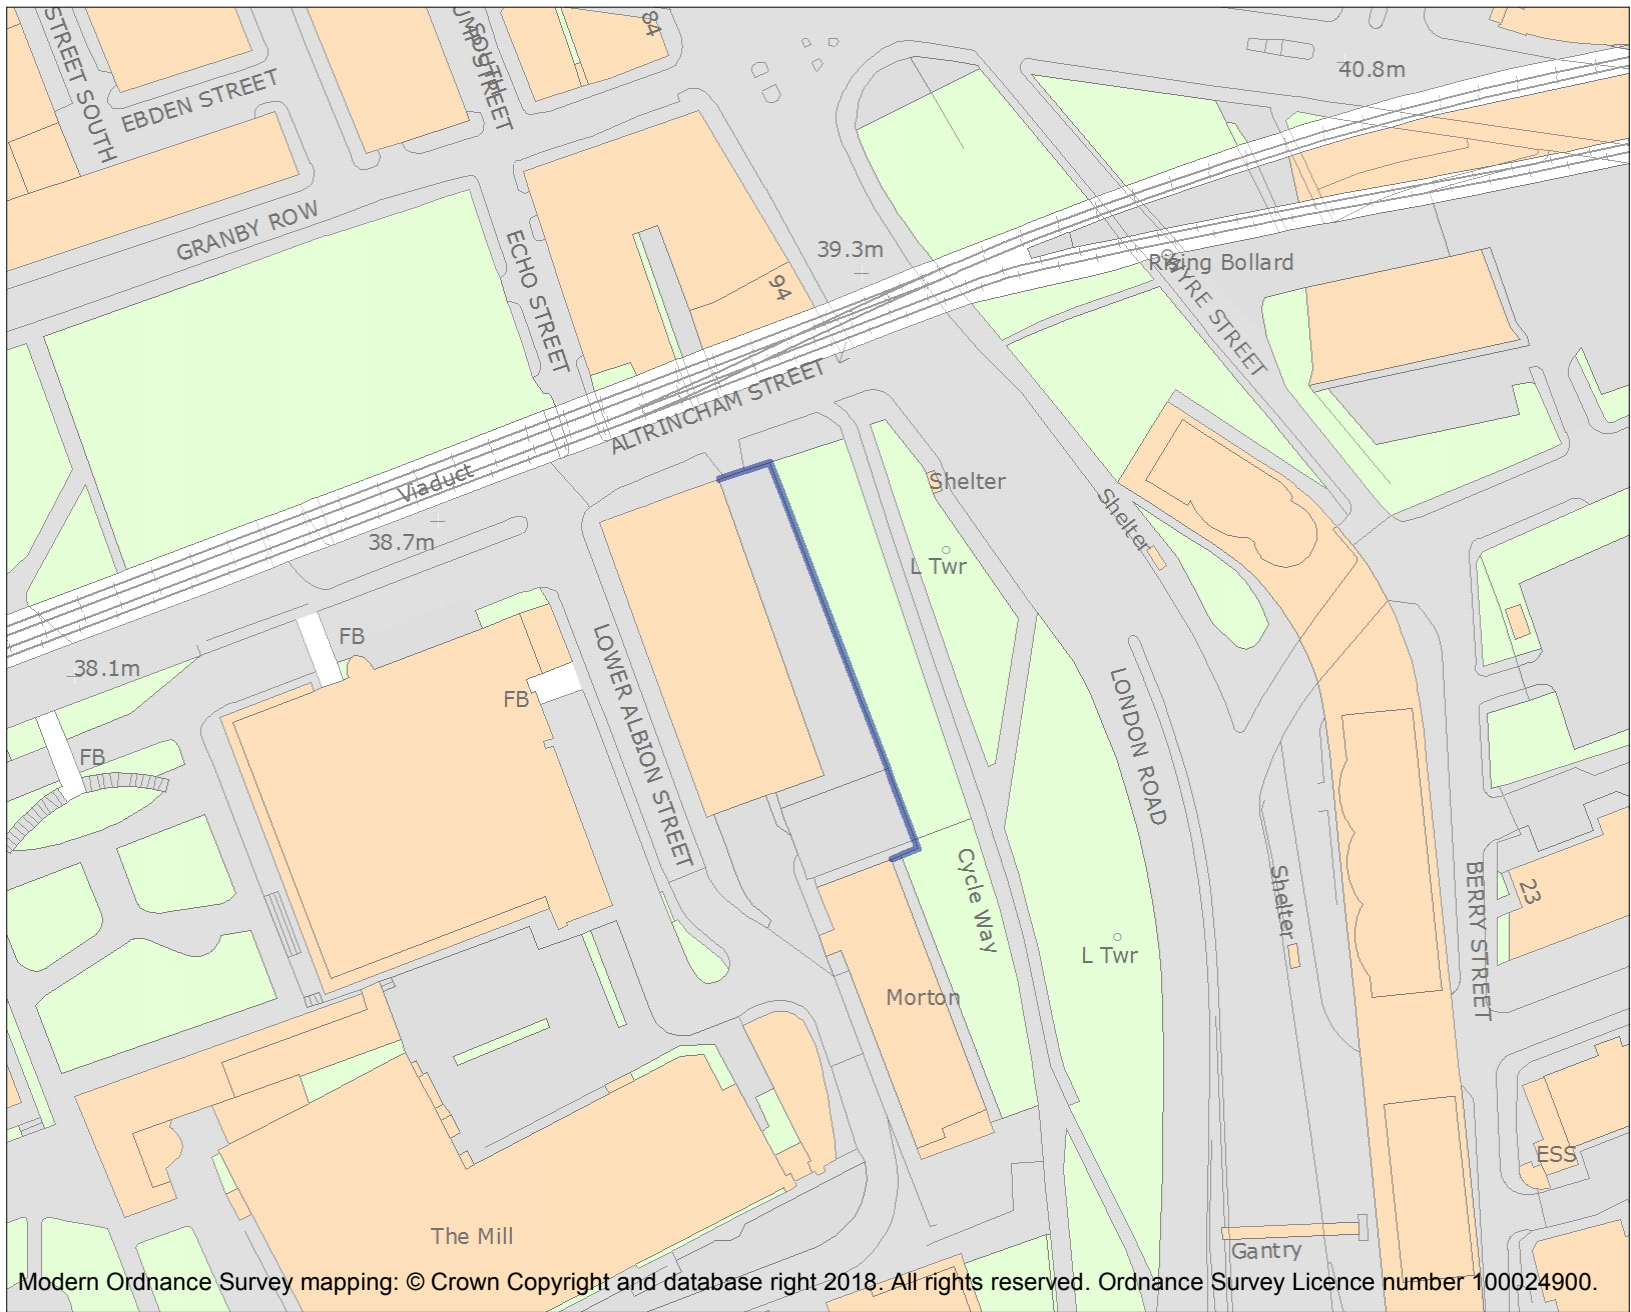 STREET SOUTH
EBDEN STREET
SOUTH
STREET
84
40.8m
GRANBY ROW
ECHO STREET
39.3m
94
Rising Bollard
YRE STREET
ALTRINCHAM STREET
Viaduct
38.7m
Shelter
Shelter
L Twr
38.1m
FB
FB
FB
LOWER ALBION STREET
LONDON ROAD
Cycle Way
Shelter
BERRY STREET
23
L Twr
Morton
ESS
The Mill
Gantry
Modern Ordnance Survey mapping: © Crown Copyright and database right 2018. All rights reserved. Ordnance Survey Licence number 100024900.